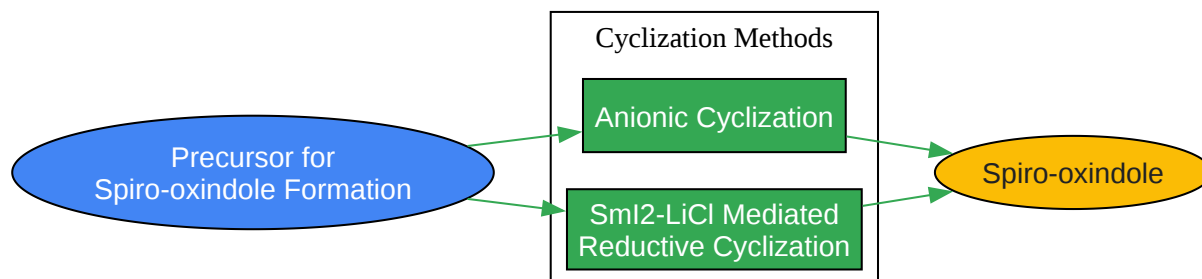 Cyclization Methods
Anionic Cyclization
Precursor for
Spiro-oxindole Formation
Spiro-oxindole
SmI2-LiCl Mediated
Reductive Cyclization